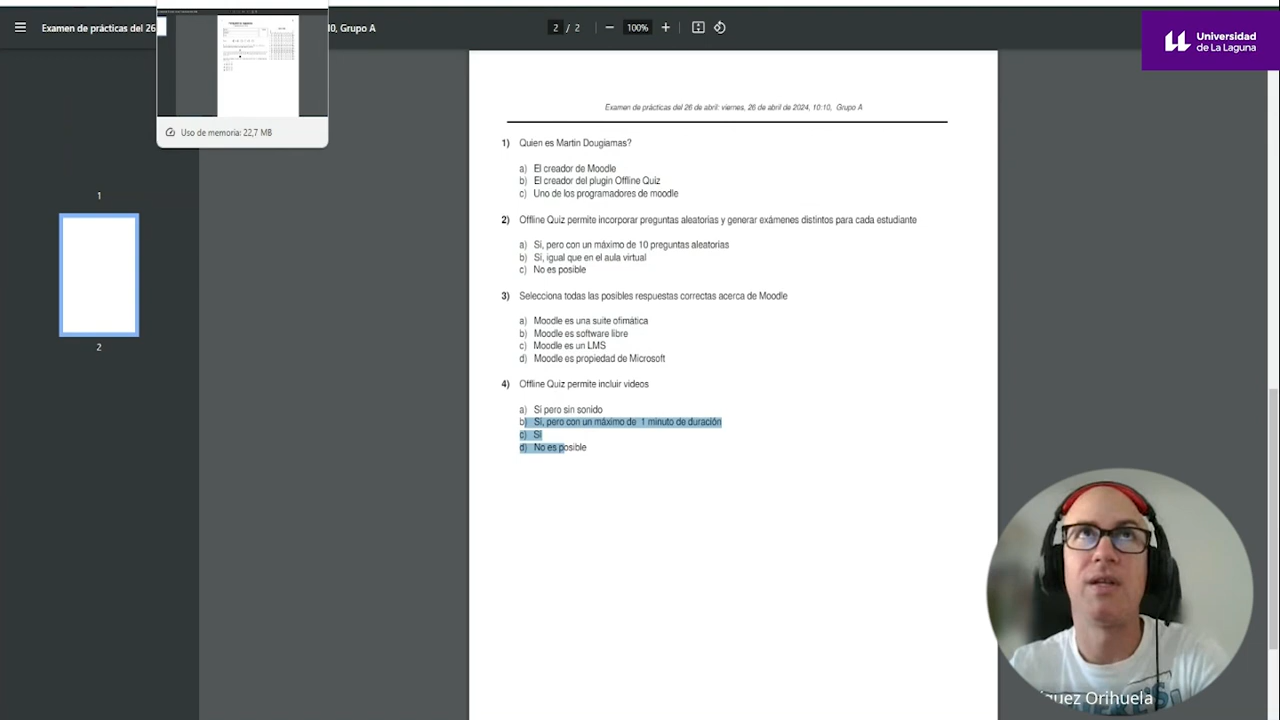 Examen de prácticas del 26
0, Grupo A
2 / 2
100%
Universidad
de La Laguna
Uso de memoria: 22,7 MB
1
2
Examen de prácticas del 26 de abril: viernes, 26 de abril de 2024, 10:10, Grupo A
1) Quien es Martin Dougiamas?
a) El creador de Moodle
b) El creador del plugin Offline Quiz
c) Uno de los programadores de moodle
2) Offline Quiz permite incorporar preguntas aleatorias y generar exámenes distintos para cada estudiante
a) Sí, pero con un máximo de 10 preguntas aleatorias
b) Sí, igual que en el aula virtual
c) No es posible
3) Selecciona todas las posibles respuestas correctas acerca de Moodle
a) Moodle es una suite ofimática
b) Moodle es software libre
c) Moodle es un LMS
d) Moodle es propiedad de Microsoft
4) Offline Quiz permite incluir videos
a) Sí pero sin sonido
b) Sí, pero con un máximo de 1 minuto de duración
c) Sí
d) No es posible
guez Orihuela